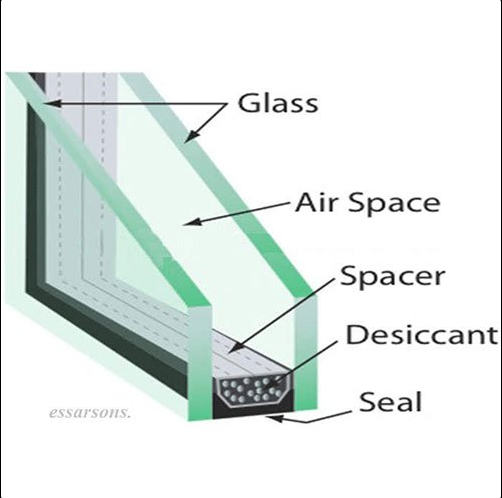 Glass
Air Space
Spacer
Desiccant
Seal
essarsons.